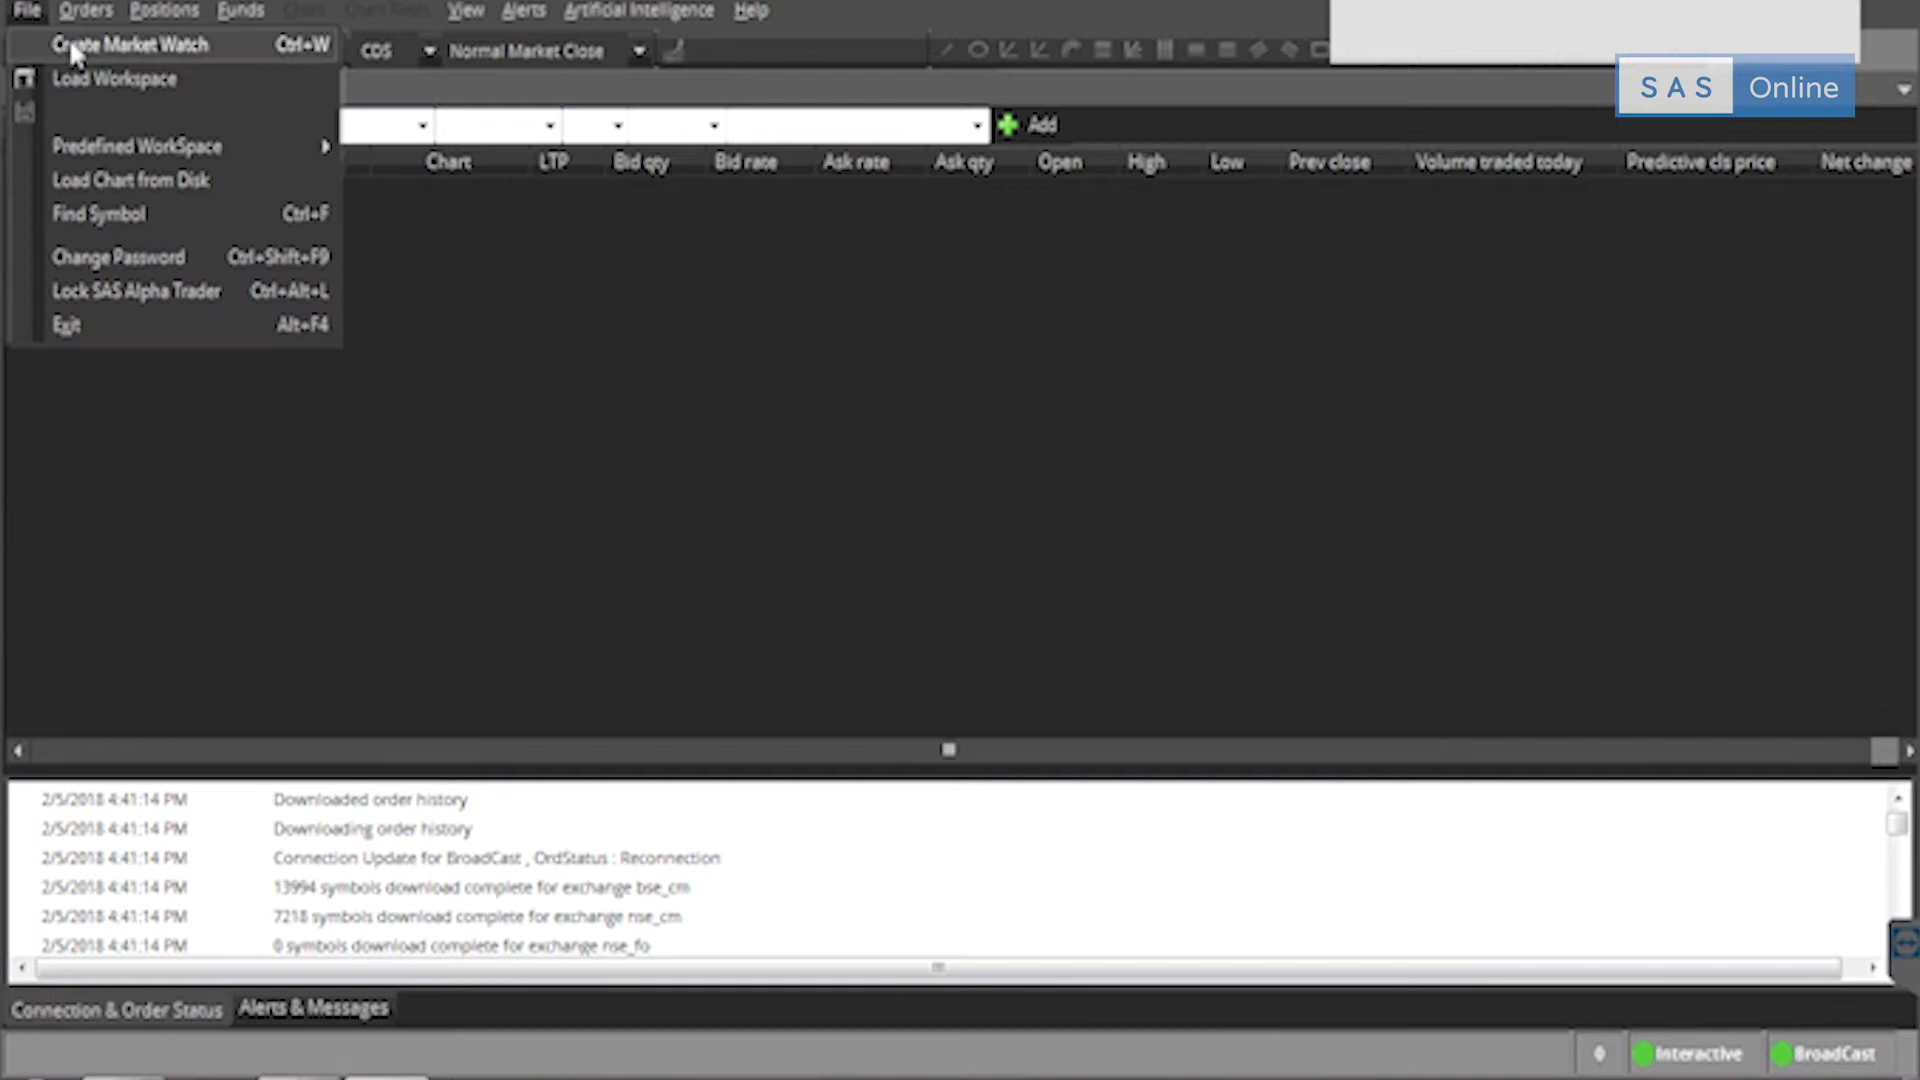 File Orders Positions Funds View Alerts Artificial Intelligence Help
Create Market Watch Ctrl+W
CDS Normal Market Close
Load Workspace
SAS Online
Add
Predefined WorkSpace
Chart LTP Bid qty Bid rate Ask rate Ask qty Open High Low Prev close Volume traded today Predictive cls price Net change
Load Chart from Disk
Find Symbol Ctrl+F
Change Password Ctrl+Shift+F9
Lock SAS Alpha Trader Ctrl+Alt+L
Exit Alt+F4
2/5/2018 4:41:14 PM Downloaded order history
2/5/2018 4:41:14 PM Downloading order history
2/5/2018 4:41:14 PM Connection Update for BroadCast , OrdStatus : Reconnection
2/5/2018 4:41:14 PM 13994 symbols download complete for exchange bse_cm
2/5/2018 4:41:14 PM 7218 symbols download complete for exchange nse_cm
2/5/2018 4:41:14 PM 0 symbols download complete for exchange nse_fo
Connection & Order Status Alerts & Messages
0 Interactive BroadCast